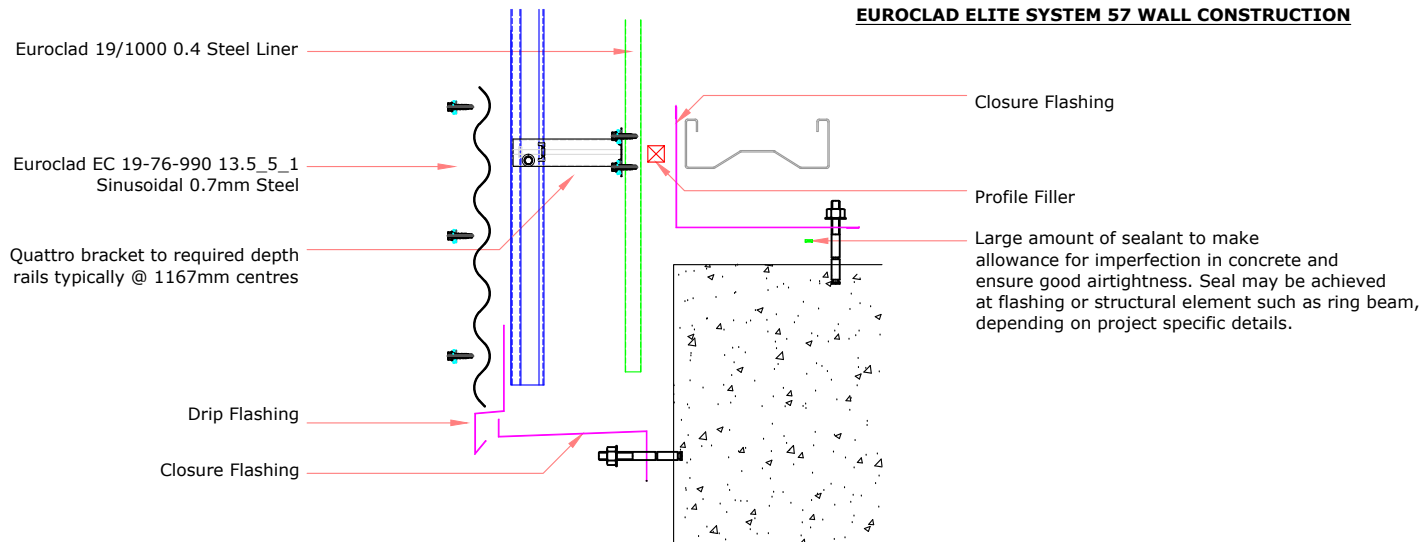 EUROCLAD ELITE SYSTEM 57 WALL CONSTRUCTION
Euroclad 19/1000 0.4 Steel Liner
Euroclad EC 19-76-990 13.5_5_1
Sinusoidal 0.7mm Steel
Quattro bracket to required depth
rails typically @ 1167mm centres
Drip Flashing
Closure Flashing
Closure Flashing
Profile Filler
Large amount of sealant to make
allowance for imperfection in concrete and
ensure good airtightness. Seal may be achieved
at flashing or structural element such as ring beam,
depending on project specific details.